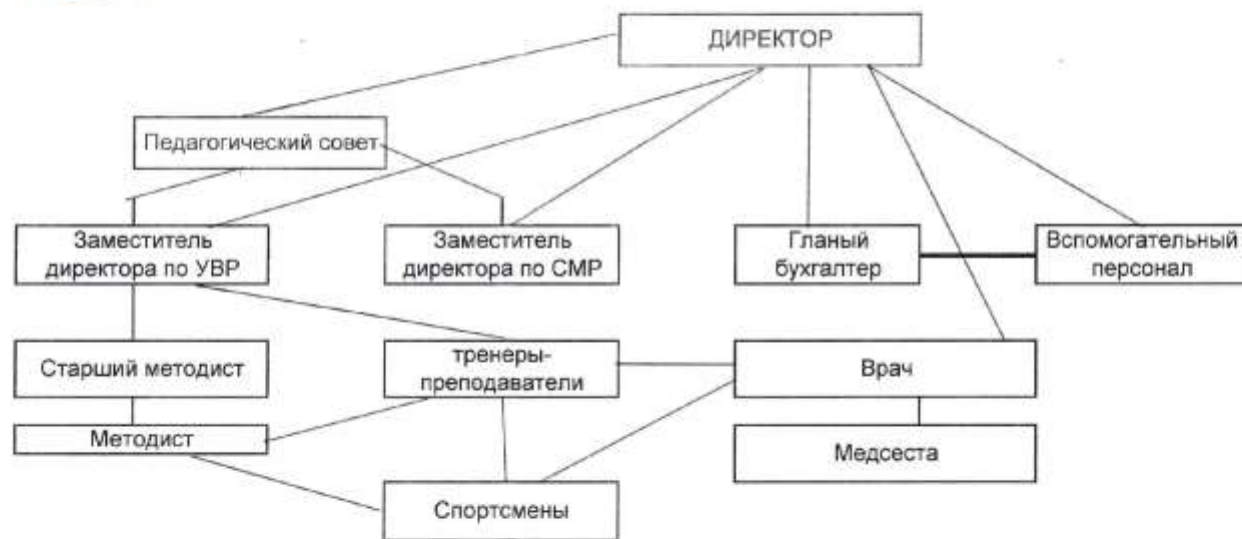 ДИРЕКТОР
Педагогический совет
Заместитель
директора по УВР
Заместитель
директора по СМР
Гланый
бухгалтер
Вспомогательный
персонал
Старший методист
тренеры-
преподаватели
Врач
Методист
Медсеста
Спортсмены